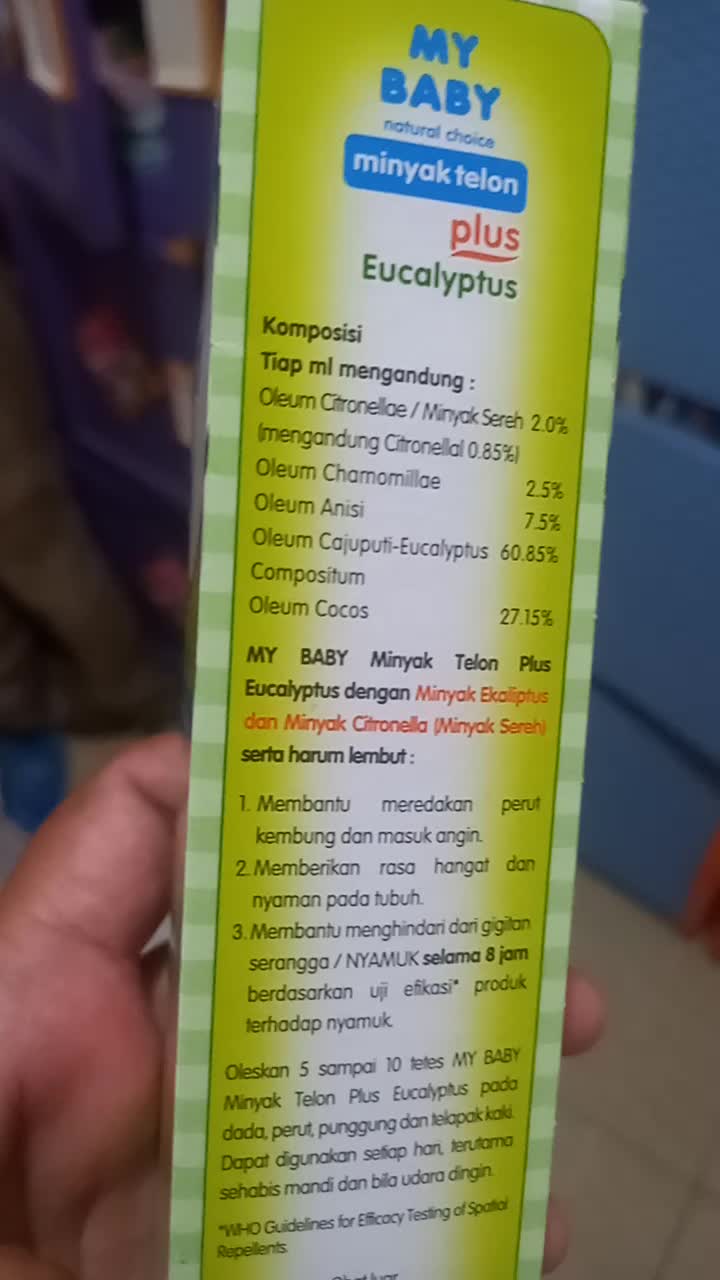 MY
BABY
natural choice
minyak telon
plus
Eucalyptus
Komposisi
Tiap ml mengandung :
Oleum Citronellae / Minyak Sereh 2.0%
(mengandung Citronellal 0.85%)
Oleum Chamomillae 2.5%
Oleum Anisi 7.5%
Oleum Cajuputi-Eucalyptus 60.85%
Compositum
Oleum Cocos 27.15%
MY BABY Minyak Telon Plus
Eucalyptus dengan Minyak Ekaliptus
dan Minyak Citronella (Minyak Sereh)
serta harum lembut :
1. Membantu meredakan perut
kembung dan masuk angin.
2. Memberikan rasa hangat dan
nyaman pada tubuh.
3. Membantu menghindari dari gigitan
serangga / NYAMUK selama 8 jam
berdasarkan uji efikasi* produk
terhadap nyamuk.
Oleskan 5 sampai 10 tetes MY BABY
Minyak Telon Plus Eucalyptus pada
dada, perut, punggung dan telapak kaki.
Dapat digunakan setiap hari, terutama
sehabis mandi dan bila udara dingin.
*WHO Guidelines for Efficacy Testing of Spatial
Repellents.